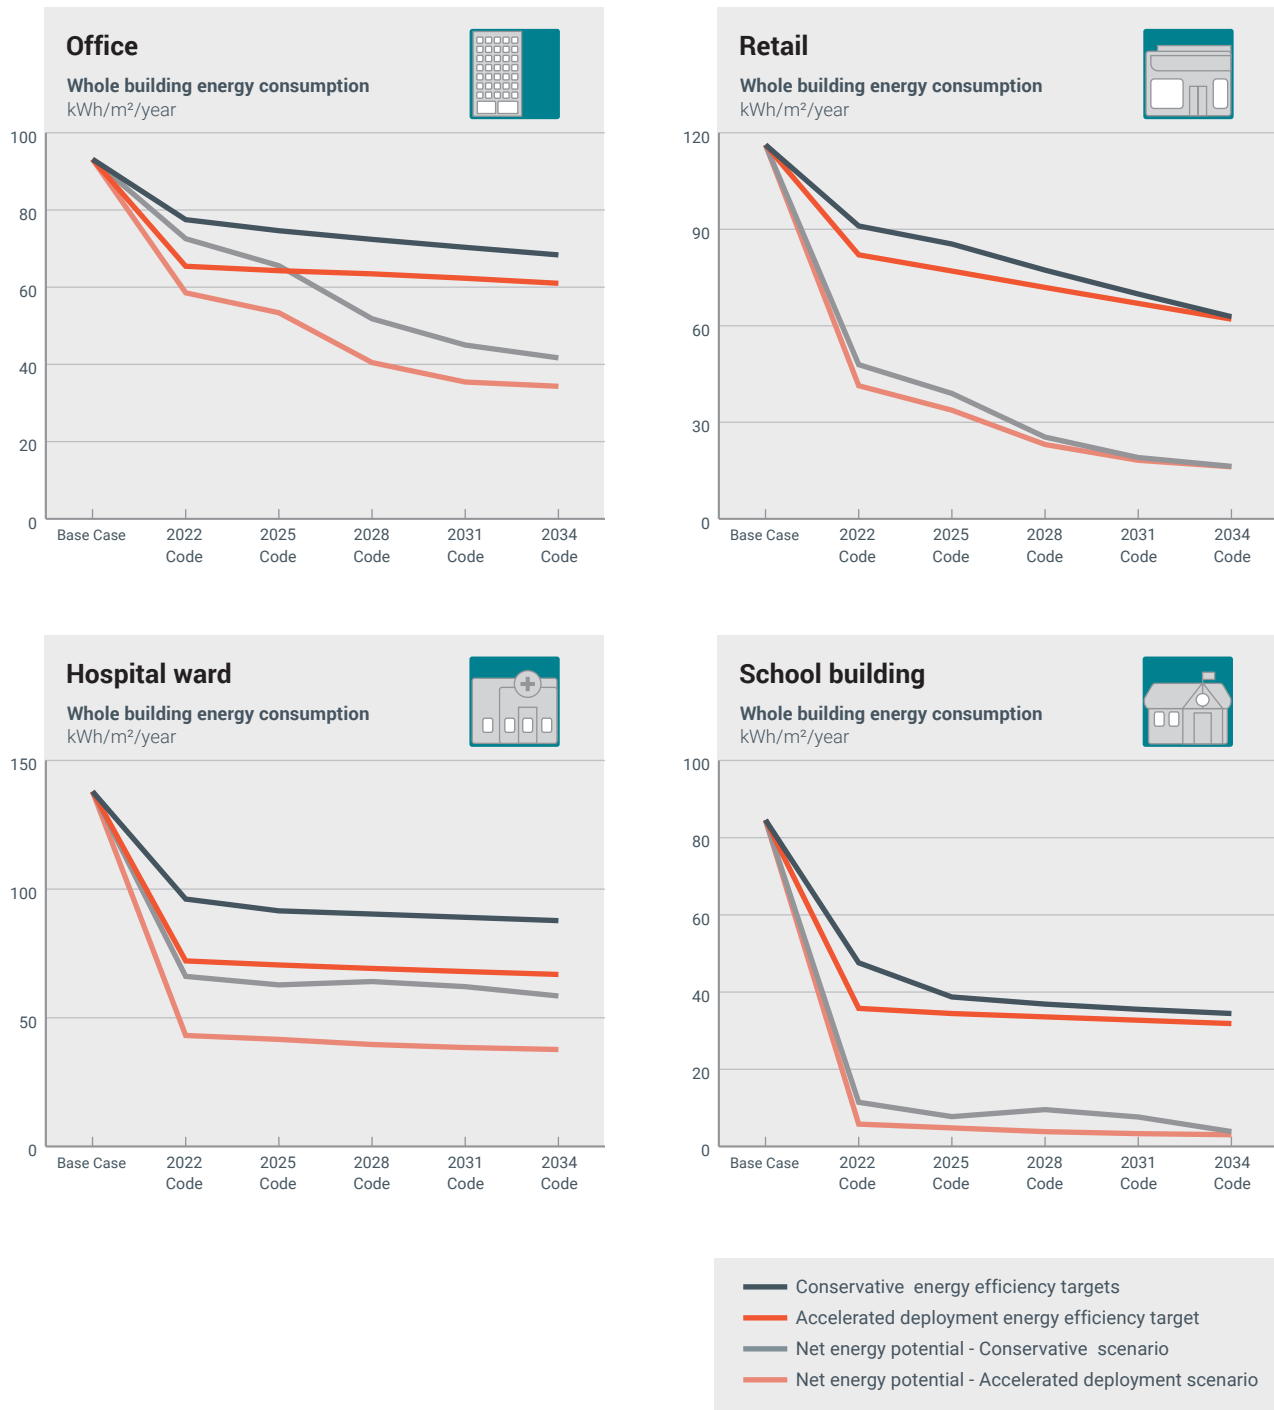 Office
Whole building energy consumption
kWh/m²/year
100
80
60
40
20
0
Base Case
2022
Code
2025
Code
2028
Code
2031
Code
2034
Code
Retail
Whole building energy consumption
kWh/m²/year
120
90
60
30
0
Base Case
2022
Code
2025
Code
2028
Code
2031
Code
2034
Code
Hospital ward
Whole building energy consumption
kWh/m²/year
150
100
50
0
Base Case
2022
Code
2025
Code
2028
Code
2031
Code
2034
Code
School building
Whole building energy consumption
kWh/m²/year
100
80
60
40
20
0
Base Case
2022
Code
2025
Code
2028
Code
2031
Code
2034
Code
Conservative energy efficiency targets
Accelerated deployment energy efficiency target
Net energy potential - Conservative scenario
Net energy potential - Accelerated deployment scenario